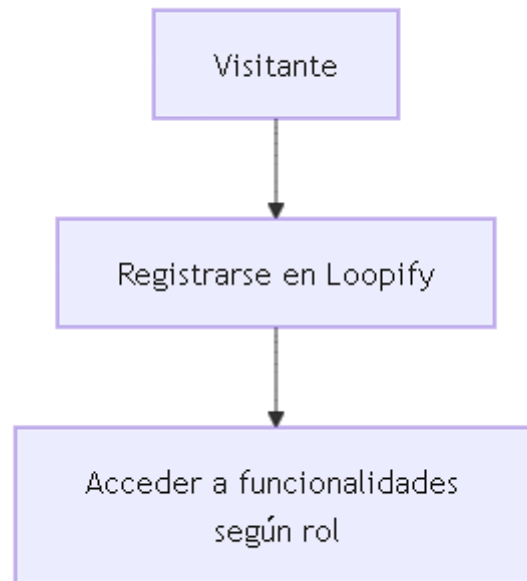 Visitante
Registrarse en Loopify
Acceder a funcionalidades
según rol